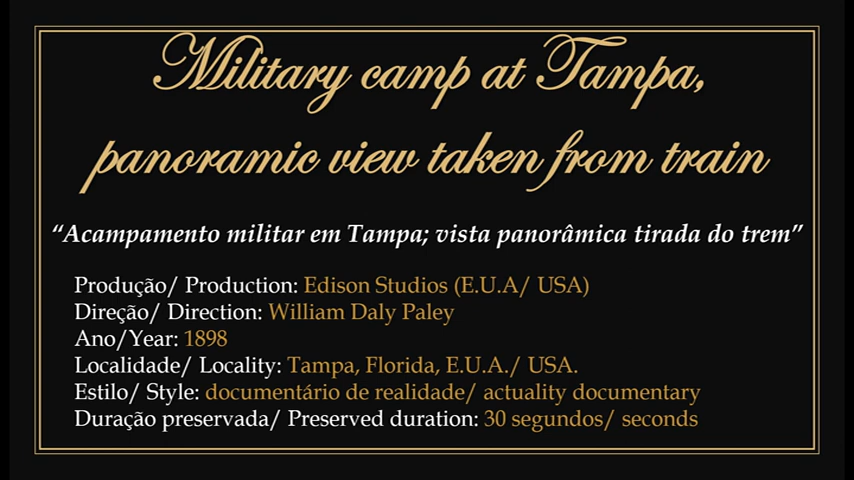 Military camp at Tampa,
panoramic view taken from train
“Acampamento militar em Tampa; vista panorâmica tirada do trem”
Produção/ Production: Edison Studios (E.U.A/ USA)
Direção/ Direction: William Daly Paley
Ano/Year: 1898
Localidade/ Locality: Tampa, Florida, E.U.A./ USA.
Estilo/ Style: documentário de realidade/ actuality documentary
Duração preservada/ Preserved duration: 30 segundos/ seconds